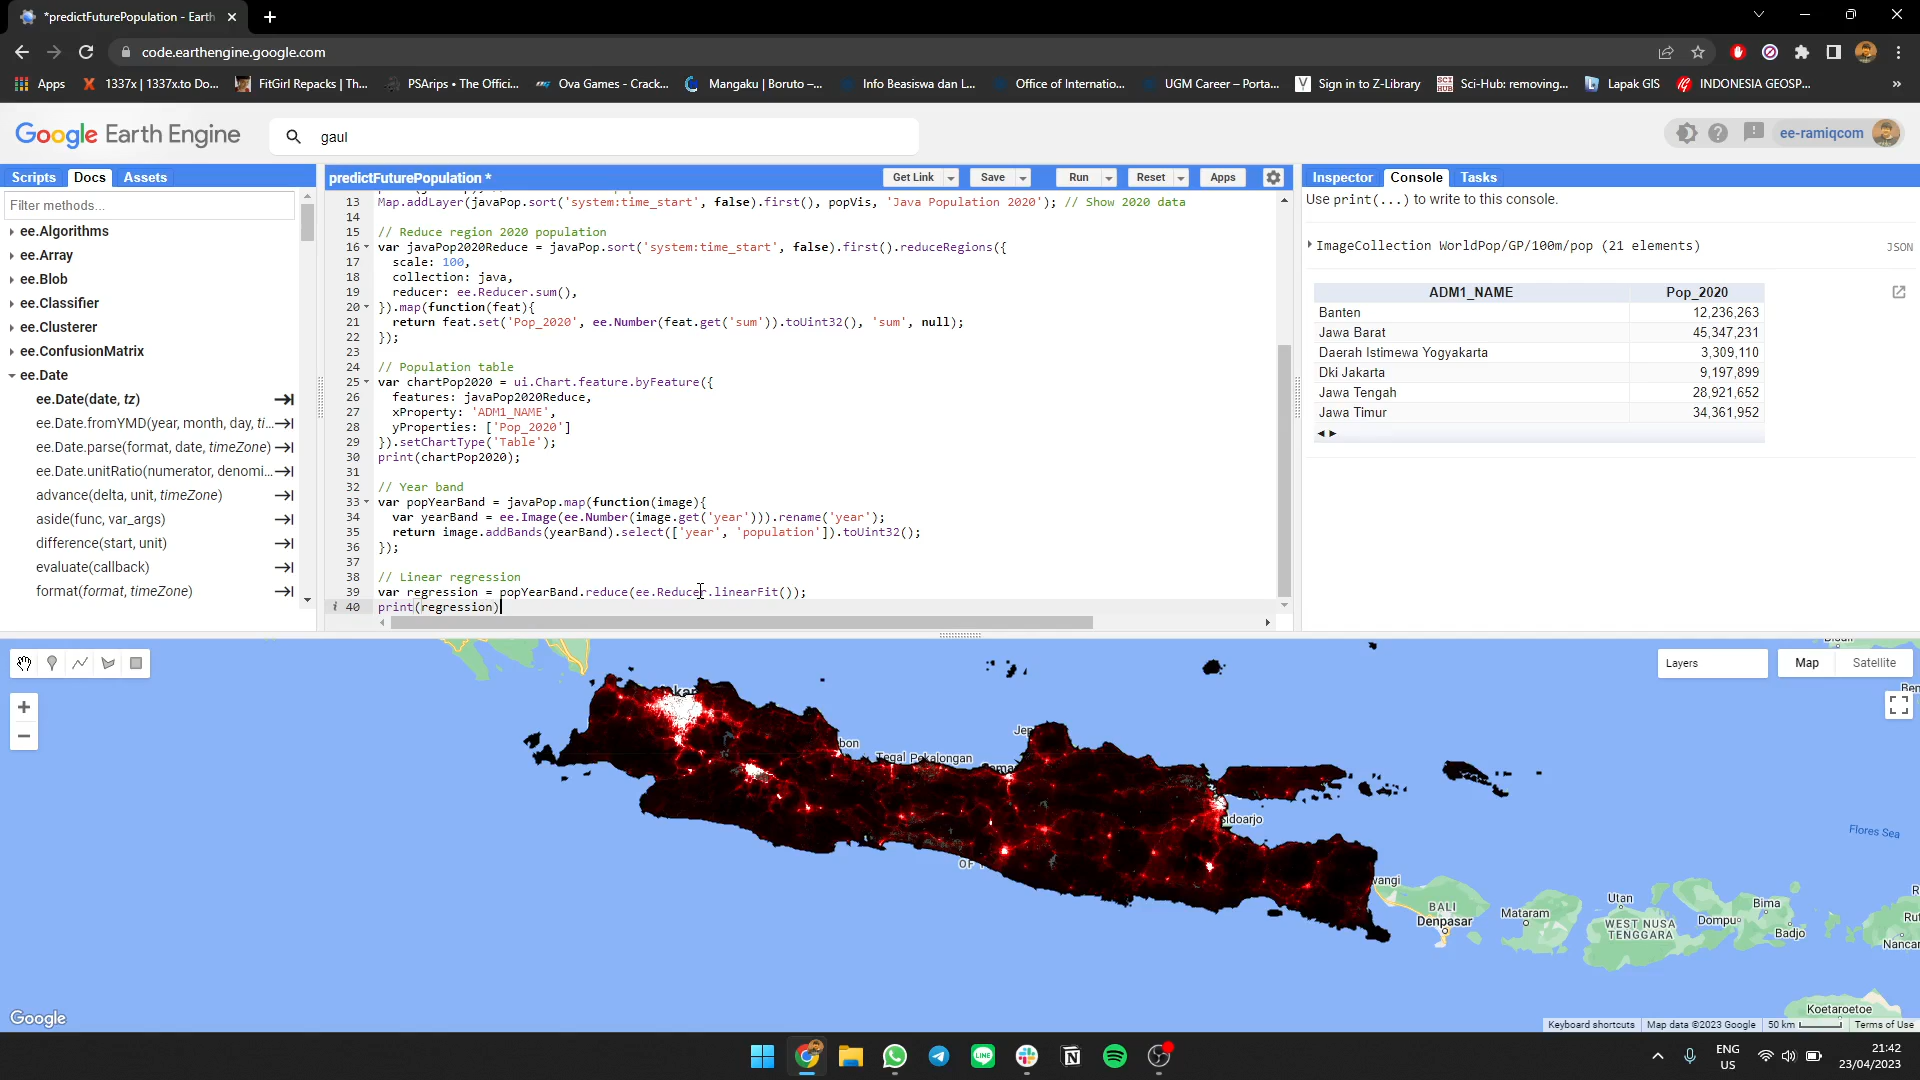 *predictFuturePopulation - Earth
code.earthengine.google.com
Apps
1337x | 1337x.to Do...
FitGirl Repacks | Th...
PSArips • The Offici...
Ova Games - Crack...
Mangaku | Boruto –...
Info Beasiswa dan L...
Office of Internatio...
UGM Career – Porta...
Sign in to Z-Library
SCI HUB
Sci-Hub: removing...
Lapak GIS
INDONESIA GEOSP...
»
Google Earth Engine
gaul
ee-ramiqcom
Scripts
Docs
Assets
Filter methods...
ee.Algorithms
ee.Array
ee.Blob
ee.Classifier
ee.Clusterer
ee.ConfusionMatrix
ee.Date
ee.Date(date, tz)
ee.Date.fromYMD(year, month, day, ti...
ee.Date.parse(format, date, timeZone)
ee.Date.unitRatio(numerator, denomi...
advance(delta, unit, timeZone)
aside(func, var_args)
difference(start, unit)
evaluate(callback)
format(format, timeZone)
predictFuturePopulation *
Get Link
Save
Run
Reset
Apps
13 Map.addLayer(javaPop.sort('system:time_start', false).first(), popVis, 'Java Population 2020'); // Show 2020 data
14
15 // Reduce region 2020 population
16 var javaPop2020Reduce = javaPop.sort('system:time_start', false).first().reduceRegions({
17 scale: 100,
18 collection: java,
19 reducer: ee.Reducer.sum(),
20 }).map(function(feat){
21 return feat.set('Pop_2020', ee.Number(feat.get('sum')).toUint32(), 'sum', null);
22 });
23
24 // Population table
25 var chartPop2020 = ui.Chart.feature.byFeature({
26 features: javaPop2020Reduce,
27 xProperty: 'ADM1_NAME',
28 yProperties: ['Pop_2020']
29 }).setChartType('Table');
30 print(chartPop2020);
31
32 // Year band
33 var popYearBand = javaPop.map(function(image){
34 var yearBand = ee.Image(ee.Number(image.get('year'))).rename('year');
35 return image.addBands(yearBand).select(['year', 'population']).toUint32();
36 });
37
38 // Linear regression
39 var regression = popYearBand.reduce(ee.Reducer.linearFit());
i 40 print(regression)
Inspector
Console
Tasks
Use print(...) to write to this console.
ImageCollection WorldPop/GP/100m/pop (21 elements)
JSON
ADM1_NAME Pop_2020
Banten 12,236,263
Jawa Barat 45,347,231
Daerah Istimewa Yogyakarta 3,309,110
Dki Jakarta 9,197,899
Jawa Tengah 28,921,652
Jawa Timur 34,361,952
Layers
Map
Satellite
kar
bon
Tegal Pekalongan
Jep
Sema
sidoarjo
OF
wangi
BALI
Denpasar
Mataram
Utan
WEST NUSA
TENGGARA
Dompu
Bima
Badjo
Flores Sea
Be
R
Ru
Nancar
Koetaroetoe
Google
Keyboard shortcuts
Map data ©2023 Google
50 km
Terms of Use
ENG
US
21:42
23/04/2023